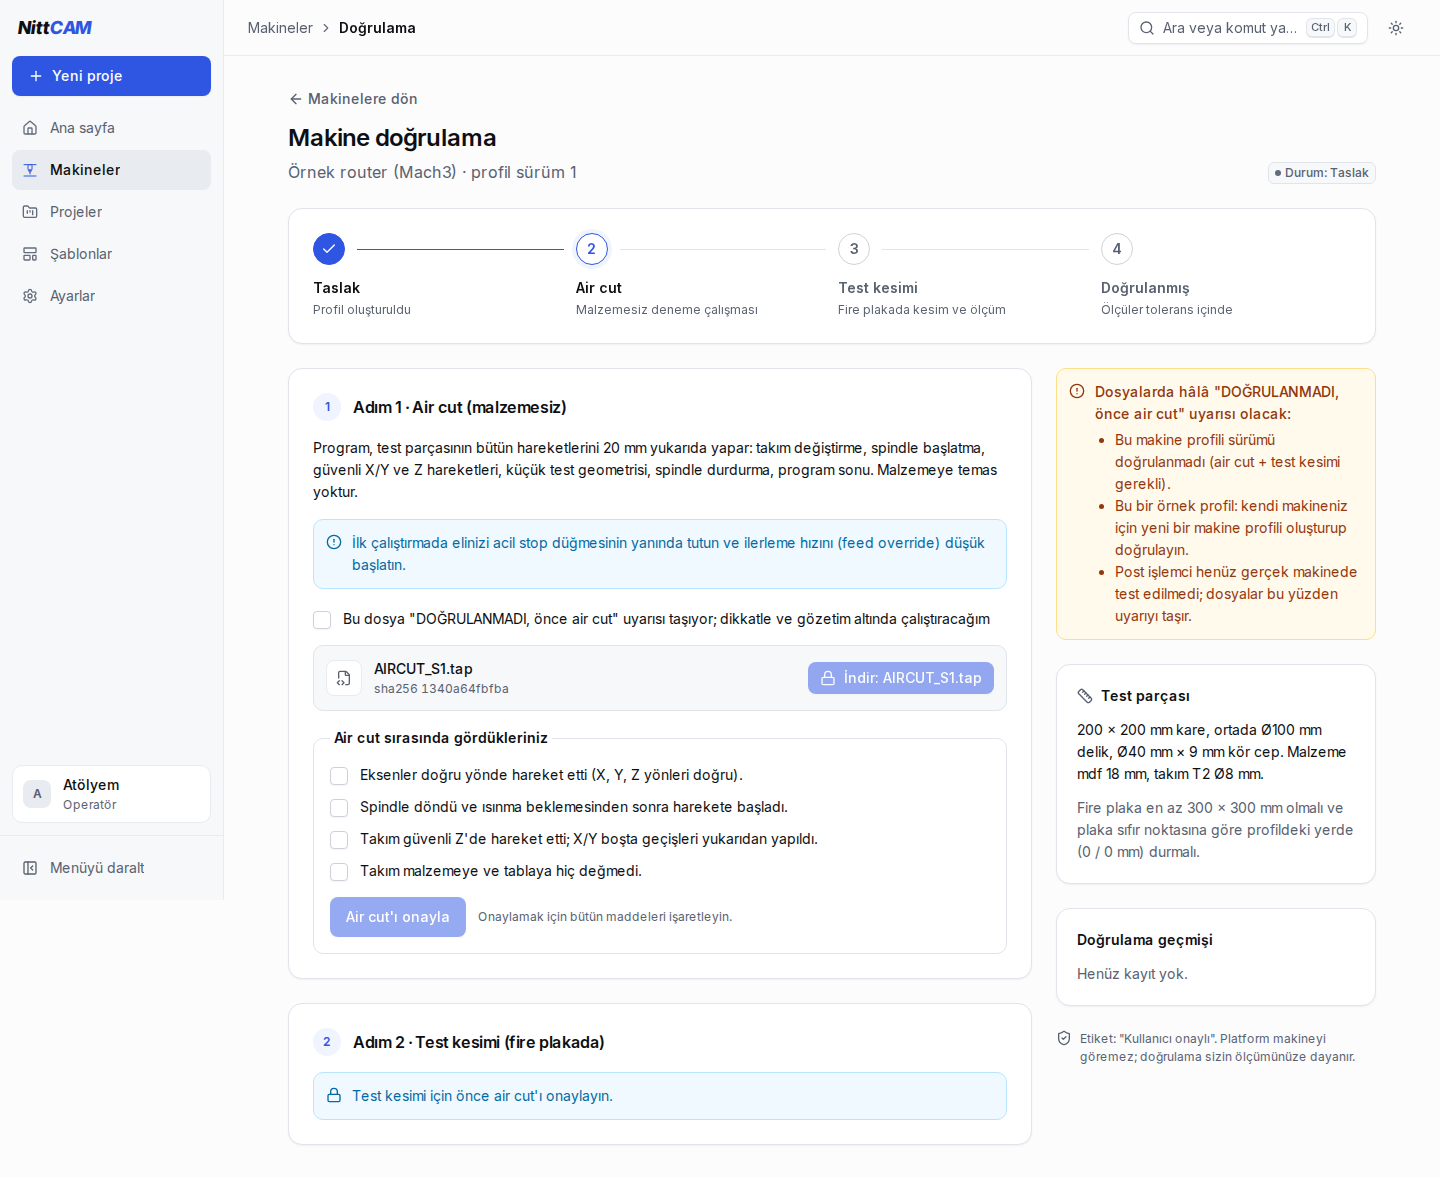 NittCAM
Yeni proje
Ana sayfa
Makineler
Projeler
Şablonlar
Ayarlar
A
Atölyem
Operatör
Menüyü daralt
Makineler > Doğrulama
Ara veya komut ya... Ctrl K
Makinelere dön
Makine doğrulama
Örnek router (Mach3) · profil sürüm 1
Durum: Taslak
Taslak
Profil oluşturuldu
2
Air cut
Malzemesiz deneme çalışması
3
Test kesimi
Fire plakada kesim ve ölçüm
4
Doğrulanmış
Ölçüler tolerans içinde
1
Adım 1 · Air cut (malzemesiz)
Program, test parçasının bütün hareketlerini 20 mm yukarıda yapar: takım değiştirme, spindle başlatma,
güvenli X/Y ve Z hareketleri, küçük test geometrisi, spindle durdurma, program sonu. Malzemeye temas
yoktur.
İlk çalıştırmada elinizi acil stop düğmesinin yanında tutun ve ilerleme hızını (feed override) düşük
başlatın.
Bu dosya "DOĞRULANMADI, önce air cut" uyarısı taşıyor; dikkatle ve gözetim altında çalıştıracağım
AIRCUT_S1.tap
sha256 1340a64fbfba
İndir: AIRCUT_S1.tap
Air cut sırasında gördükleriniz
Eksenler doğru yönde hareket etti (X, Y, Z yönleri doğru).
Spindle döndü ve ısınma beklemesinden sonra harekete başladı.
Takım güvenli Z'de hareket etti; X/Y boşta geçişleri yukarıdan yapıldı.
Takım malzemeye ve tablaya hiç değmedi.
Air cut'ı onayla
Onaylamak için bütün maddeleri işaretleyin.
2
Adım 2 · Test kesimi (fire plakada)
Test kesimi için önce air cut'ı onaylayın.
Dosyalarda hâlâ "DOĞRULANMADI,
önce air cut" uyarısı olacak:
• Bu makine profili sürümü
doğrulanmadı (air cut + test kesimi
gerekli).
• Bu bir örnek profil: kendi makineniz
için yeni bir makine profili oluşturup
doğrulayın.
• Post işlemci henüz gerçek makinede
test edilmedi; dosyalar bu yüzden
uyarıyı taşır.
Test parçası
200 × 200 mm kare, ortada Ø100 mm
delik, Ø40 mm × 9 mm kör cep. Malzeme
mdf 18 mm, takım T2 Ø8 mm.
Fire plaka en az 300 × 300 mm olmalı ve
plaka sıfır noktasına göre profildeki yerde
(0 / 0 mm) durmalı.
Doğrulama geçmişi
Henüz kayıt yok.
Etiket: "Kullanıcı onaylı". Platform makineyi
göremez; doğrulama sizin ölçümünüze dayanır.